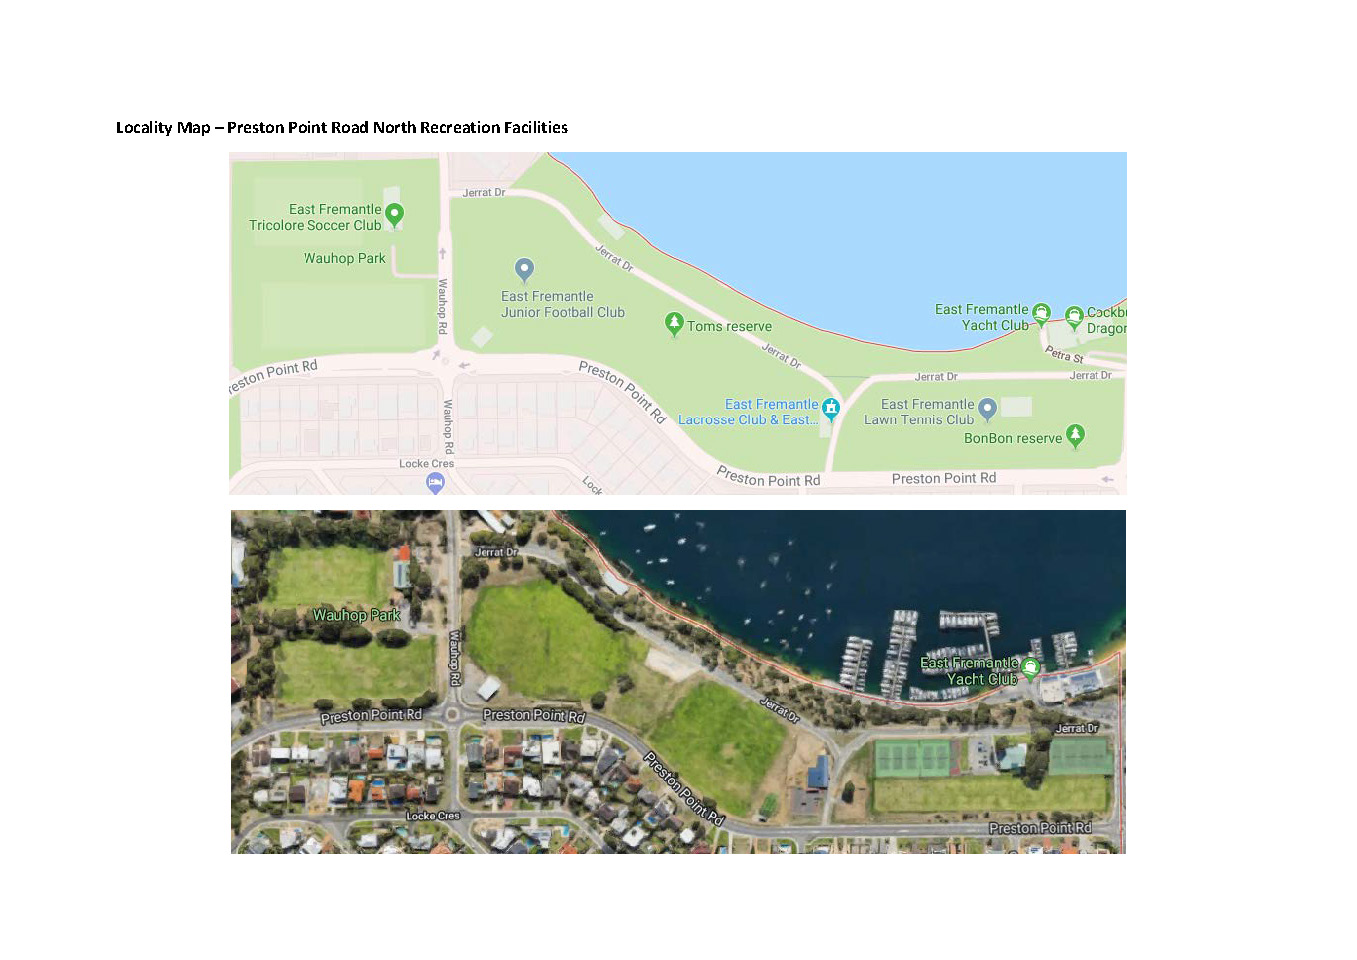 Locality Map – Preston Point Road North Recreation Facilities
Jerrat Dr
East Fremantle
Tricolore Soccer Club
Wauhop Park
Wauhop Rd
East Fremantle
Junior Football Club
Jerrat Dr
Toms reserve
East Fremantle
Yacht Club
Cockbu
Dragon
Petra St
Jerrat Dr
Jerrat Dr
Jerrat Dr
reston Point Rd
Preston Point Rd
Wauhop Rd
East Fremantle
Lacrosse Club & East...
East Fremantle
Lawn Tennis Club
BonBon reserve
Locke Cres
Lock
Preston Point Rd
Preston Point Rd
Jerrat Dr
Wauhop Park
Wauhop Rd
East Fremantle
Yacht Club
Preston Point Rd
Preston Point Rd
Jerrat Dr
Jerrat Dr
Preston Point Rd
Locke Cres
Preston Point Rd